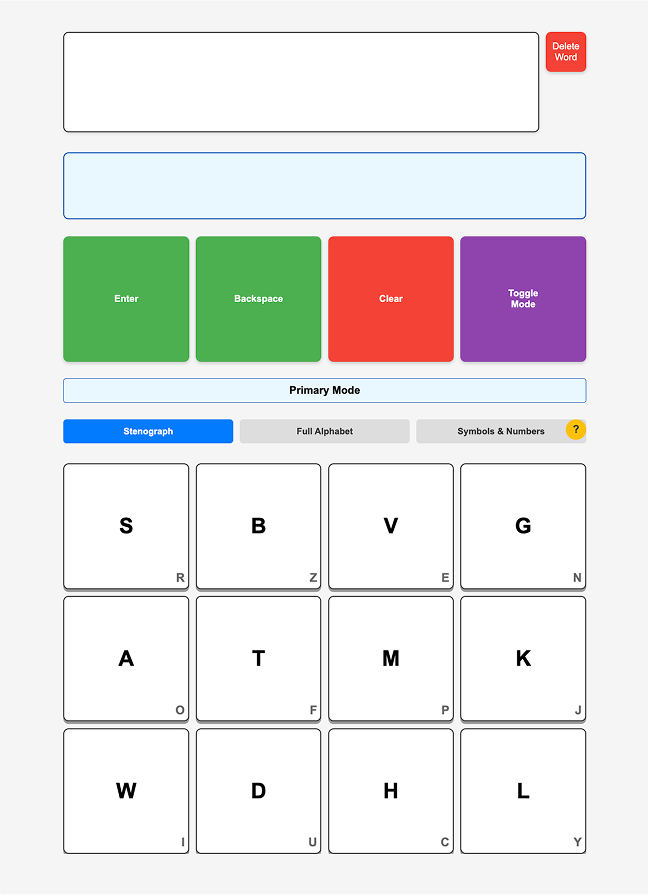 Delete
Word
Enter Backspace Clear Toggle
Mode
Primary Mode
Stenograph Full Alphabet Symbols & Numbers ?
S B V G
R Z E N
A T M K
O F P J
W D H L
I U C Y